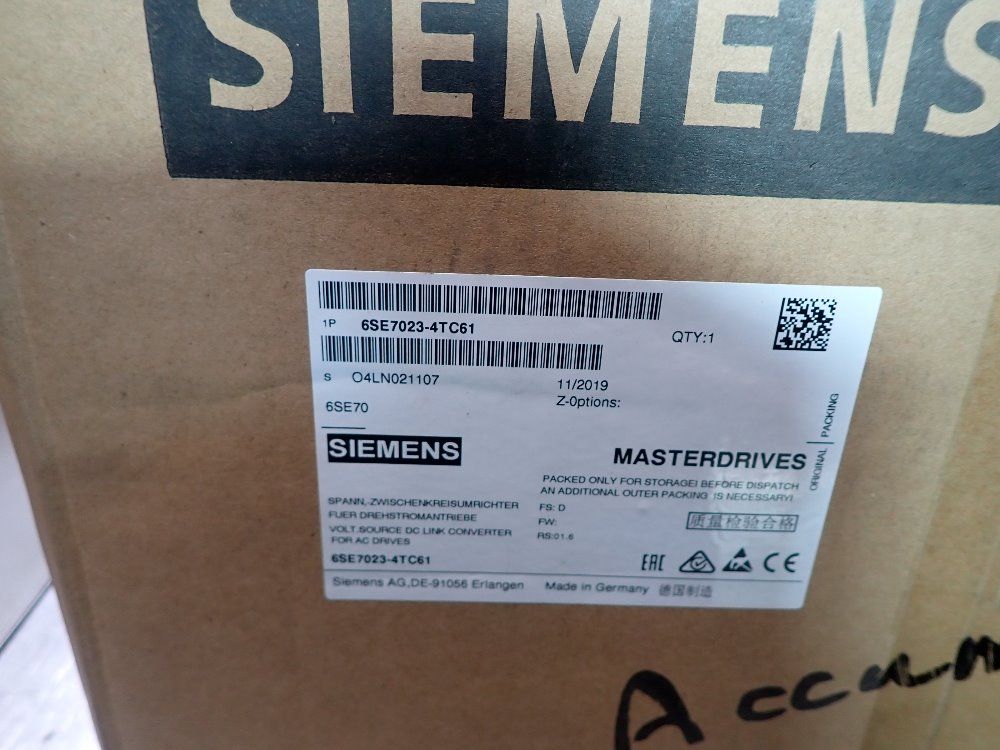 SIEMENS
1P 6SE7023-4TC61
QTY:1
S O4LN021107
11/2019
6SE70
Z-Options:
SIEMENS
MASTERDRIVES
ORIGINAL PACKING
PACKED ONLY FOR STORAGE! BEFORE DISPATCH
AN ADDITIONAL OUTER PACKING IS NECESSARY!
SPANN,-ZWISCHENKREISUMRICHTER
FUER DREHSTROMANTRIEBE
VOLT.SOURCE DC LINK CONVERTER
FOR AC DRIVES
FS: D
FW:
RS:01.6
质量检验合格
6SE7023-4TC61
EAC
CE
Siemens AG,DE-91056 Erlangen
Made in Germany 德国制造